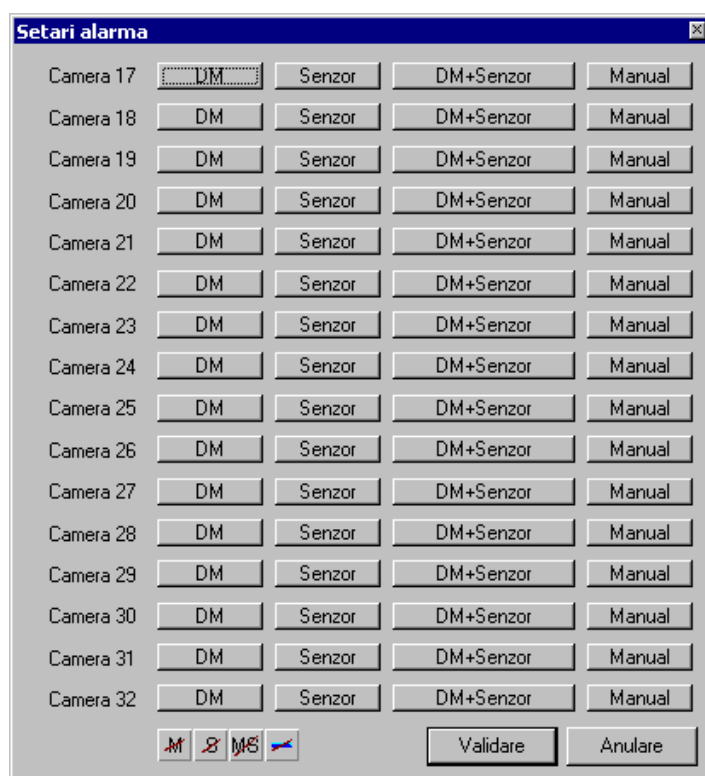 Setari alarma
Camera 17 DM Senzor DM+Senzor Manual
Camera 18 DM Senzor DM+Senzor Manual
Camera 19 DM Senzor DM+Senzor Manual
Camera 20 DM Senzor DM+Senzor Manual
Camera 21 DM Senzor DM+Senzor Manual
Camera 22 DM Senzor DM+Senzor Manual
Camera 23 DM Senzor DM+Senzor Manual
Camera 24 DM Senzor DM+Senzor Manual
Camera 25 DM Senzor DM+Senzor Manual
Camera 26 DM Senzor DM+Senzor Manual
Camera 27 DM Senzor DM+Senzor Manual
Camera 28 DM Senzor DM+Senzor Manual
Camera 29 DM Senzor DM+Senzor Manual
Camera 30 DM Senzor DM+Senzor Manual
Camera 31 DM Senzor DM+Senzor Manual
Camera 32 DM Senzor DM+Senzor Manual
M S MS Validare Anulare